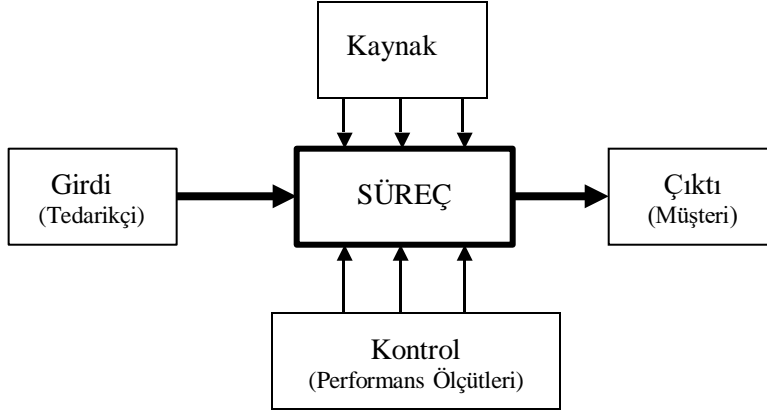 Kaynak
Girdi
(Tedarikçi)
SÜREÇ
Çıktı
(Müşteri)
Kontrol
(Performans Ölçütleri)